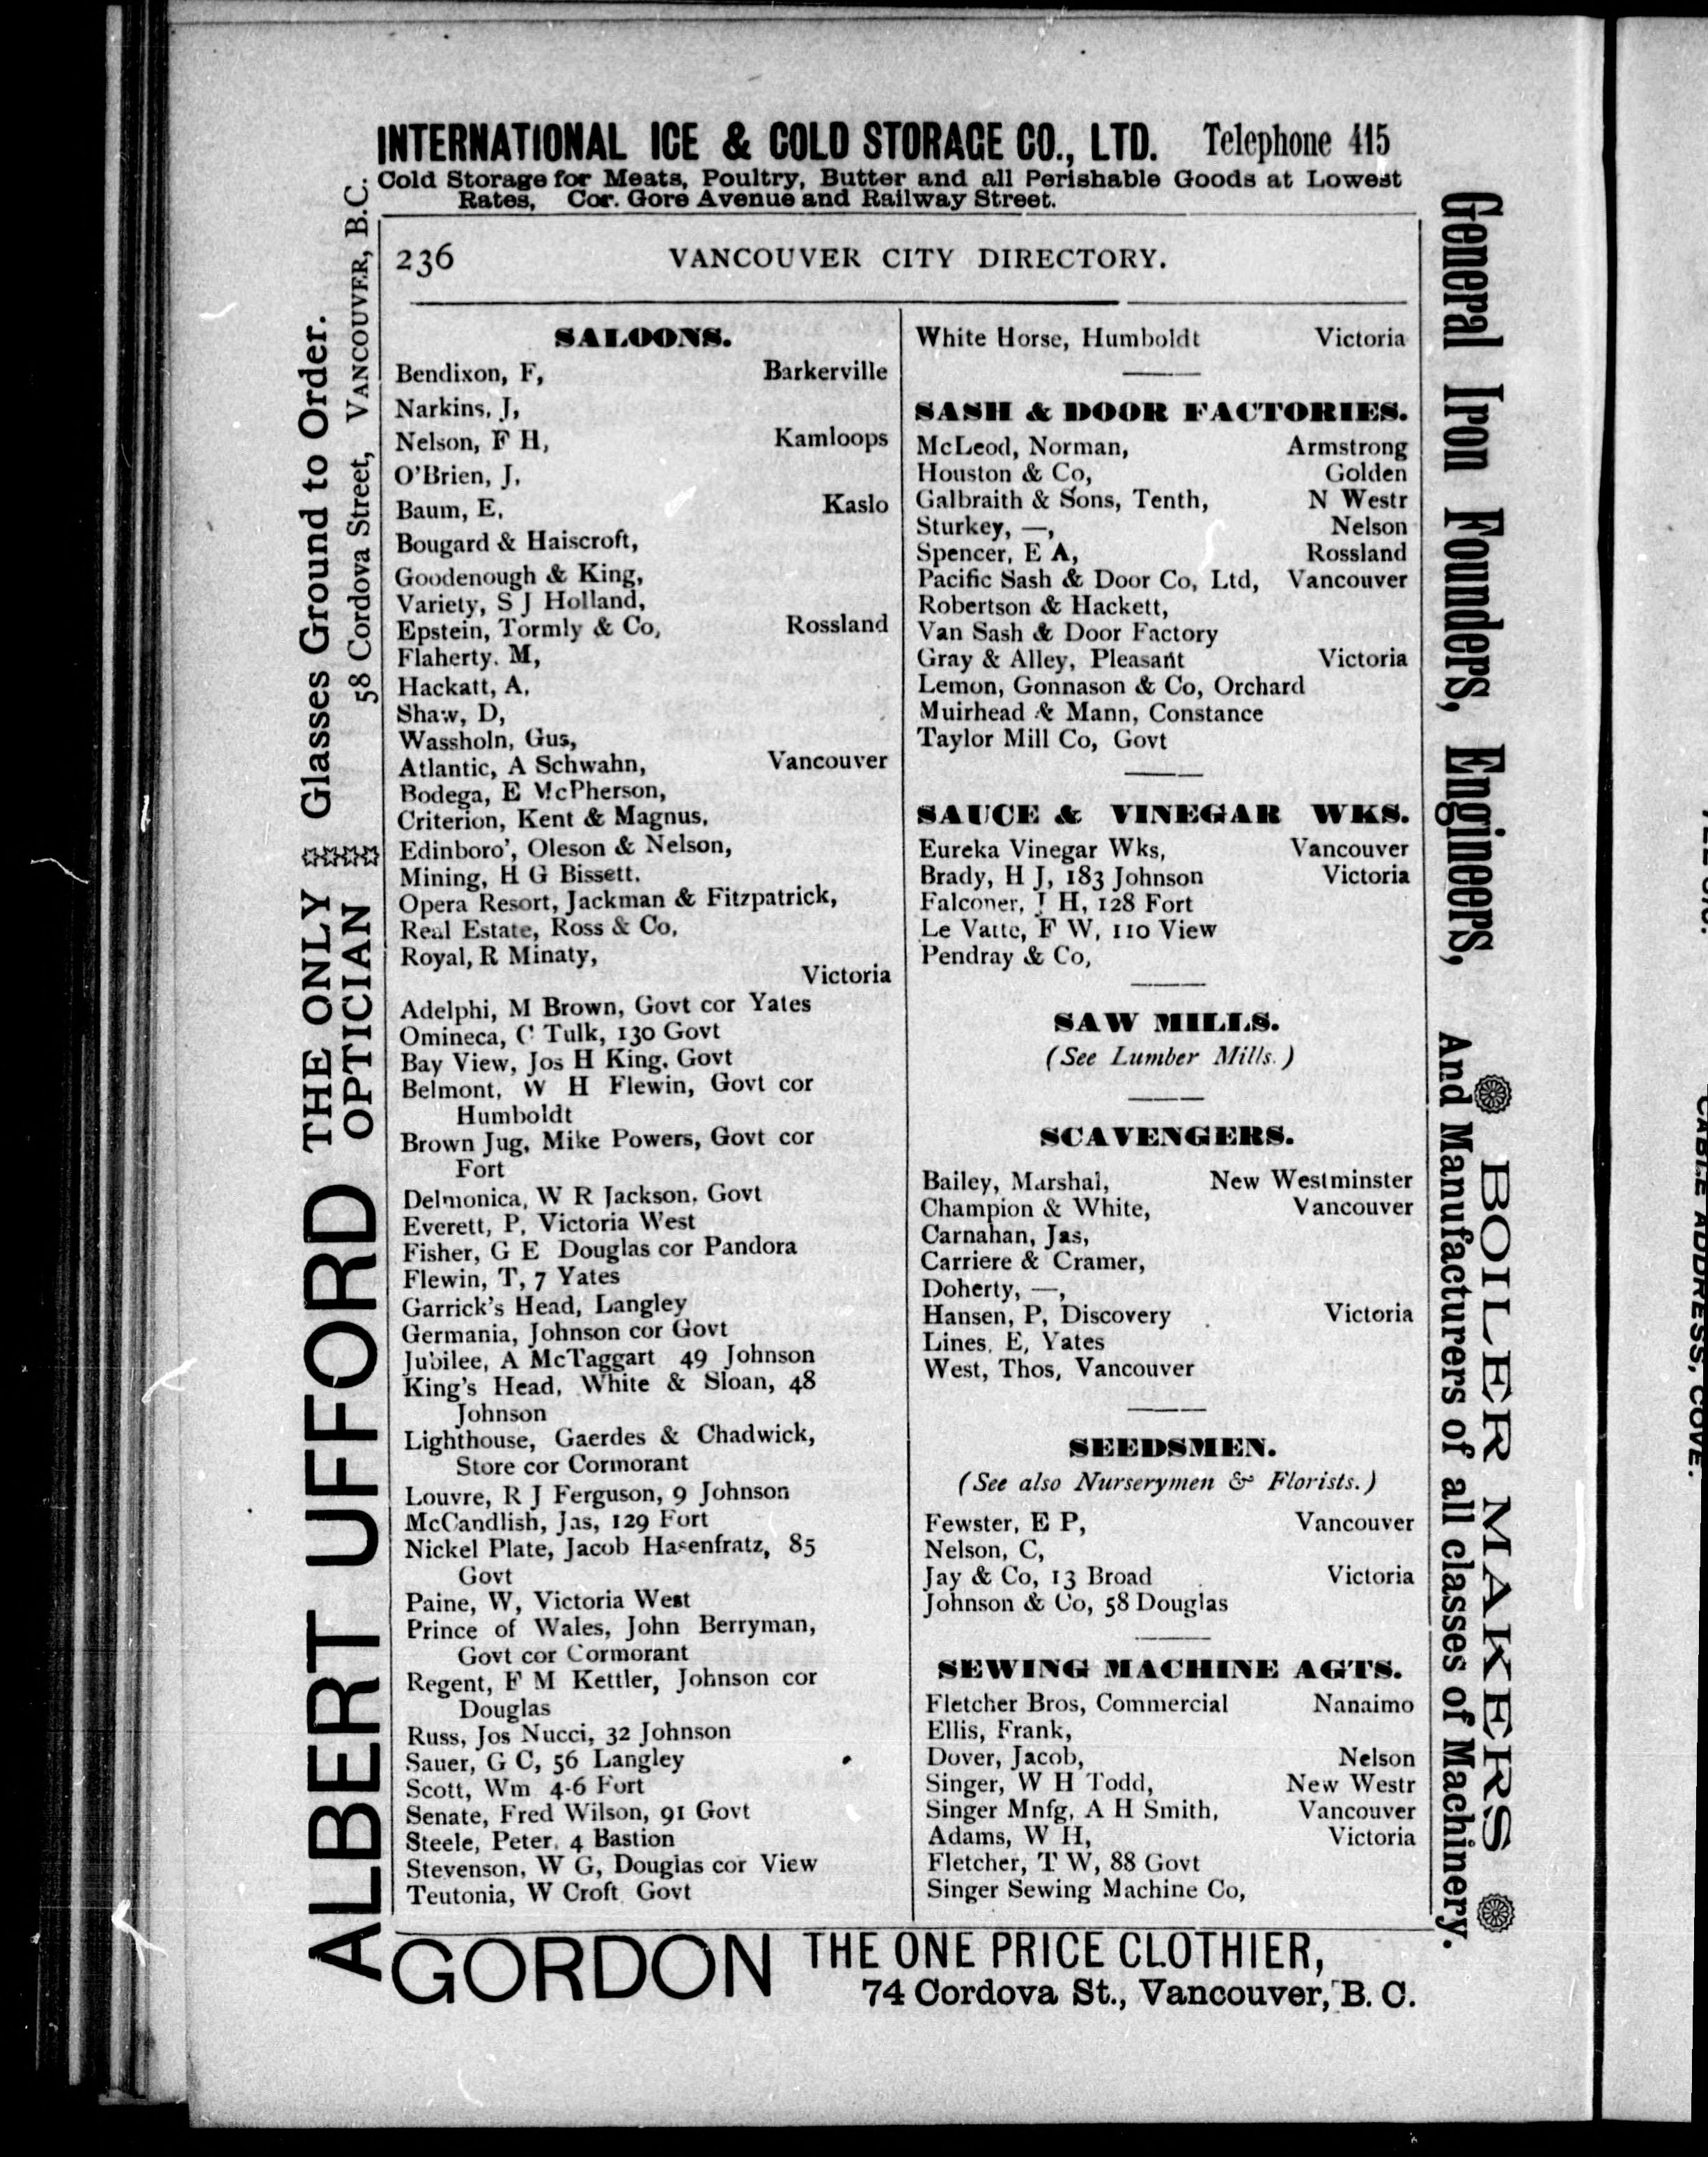 INTERNATIONAL ICE & COLD STORAGE CO., LTD. Telephone 415
Cold Storage for Meats, Poultry, Butter and all Perishable Goods at Lowest
Rates, Cor. Gore Avenue and Railway Street.
236 VANCOUVER CITY DIRECTORY.
SALOONS.
Bendixon, F, Barkerville
Narkins, J,
Nelson, F H, Kamloops
O'Brien, J,
Baum, E, Kaslo
Bougard & Haiscroft,
Goodenough & King,
Variety, S J Holland,
Epstein, Tormly & Co, Rossland
Flaherty. M,
Hackatt, A,
Shaw, D,
Wassholn, Gus,
Atlantic, A Schwahn, Vancouver
Bodega, E McPherson,
Criterion, Kent & Magnus,
Edinboro', Oleson & Nelson,
Mining, H G Bissett.
Opera Resort, Jackman & Fitzpatrick,
Real Estate, Ross & Co,
Royal, R Minaty,
Victoria
Adelphi, M Brown, Govt cor Yates
Omineca, C Tulk, 130 Govt
Bay View, Jos H King, Govt
Belmont, W H Flewin, Govt cor
Humboldt
Brown Jug, Mike Powers, Govt cor
Fort
Delmonica, W R Jackson. Govt
Everett, P, Victoria West
Fisher, G E Douglas cor Pandora
Flewin, T, 7 Yates
Garrick's Head, Langley
Germania, Johnson cor Govt
Jubilee, A McTaggart 49 Johnson
King's Head, White & Sloan, 48
Johnson
Lighthouse, Gaerdes & Chadwick,
Store cor Cormorant
Louvre, R J Ferguson, 9 Johnson
McCandlish, Jas, 129 Fort
Nickel Plate, Jacob Hasenfratz, 85
Govt
Paine, W, Victoria West
Prince of Wales, John Berryman,
Govt cor Cormorant
Regent, F M Kettler, Johnson cor
Douglas
Russ, Jos Nucci, 32 Johnson
Sauer, G C, 56 Langley
Scott, Wm 4-6 Fort
Senate, Fred Wilson, 91 Govt
Steele, Peter, 4 Bastion
Stevenson, W G, Douglas cor View
Teutonia, W Croft Govt
White Horse, Humboldt Victoria
SASH & DOOR FACTORIES.
McLeod, Norman, Armstrong
Houston & Co, Golden
Galbraith & Sons, Tenth, N Westr
Sturkey, —, Nelson
Spencer, E A, Rossland
Pacific Sash & Door Co, Ltd, Vancouver
Robertson & Hackett,
Van Sash & Door Factory
Gray & Alley, Pleasant Victoria
Lemon, Gonnason & Co, Orchard
Muirhead & Mann, Constance
Taylor Mill Co, Govt
SAUCE & VINEGAR WKS.
Eureka Vinegar Wks, Vancouver
Brady, H J, 183 Johnson Victoria
Falconer, J H, 128 Fort
Le Vatte, F W, 110 View
Pendray & Co,
SAW MILLS.
(See Lumber Mills.)
SCAVENGERS.
Bailey, Marshal, New Westminster
Champion & White, Vancouver
Carnahan, Jas,
Carriere & Cramer,
Doherty, —,
Hansen, P, Discovery Victoria
Lines, E, Yates
West, Thos, Vancouver
SEEDSMEN.
(See also Nurserymen & Florists.)
Fewster, E P, Vancouver
Nelson, C,
Jay & Co, 13 Broad Victoria
Johnson & Co, 58 Douglas
SEWING MACHINE AGTS.
Fletcher Bros, Commercial Nanaimo
Ellis, Frank,
Dover, Jacob, Nelson
Singer, W H Todd, New Westr
Singer Mnfg, A H Smith, Vancouver
Adams, W H, Victoria
Fletcher, T W, 88 Govt
Singer Sewing Machine Co,
ALBERT UFFORD THE ONLY OPTICIAN
Glasses Ground to Order.
58 Cordova Street, VANCOUVER, B.C.
General Iron Founders, Engineers,
BOILER MAKERS
And Manufacturers of all classes of Machinery.
GORDON THE ONE PRICE CLOTHIER,
74 Cordova St., Vancouver, B. C.
CABLE ADDRESS, COVE.